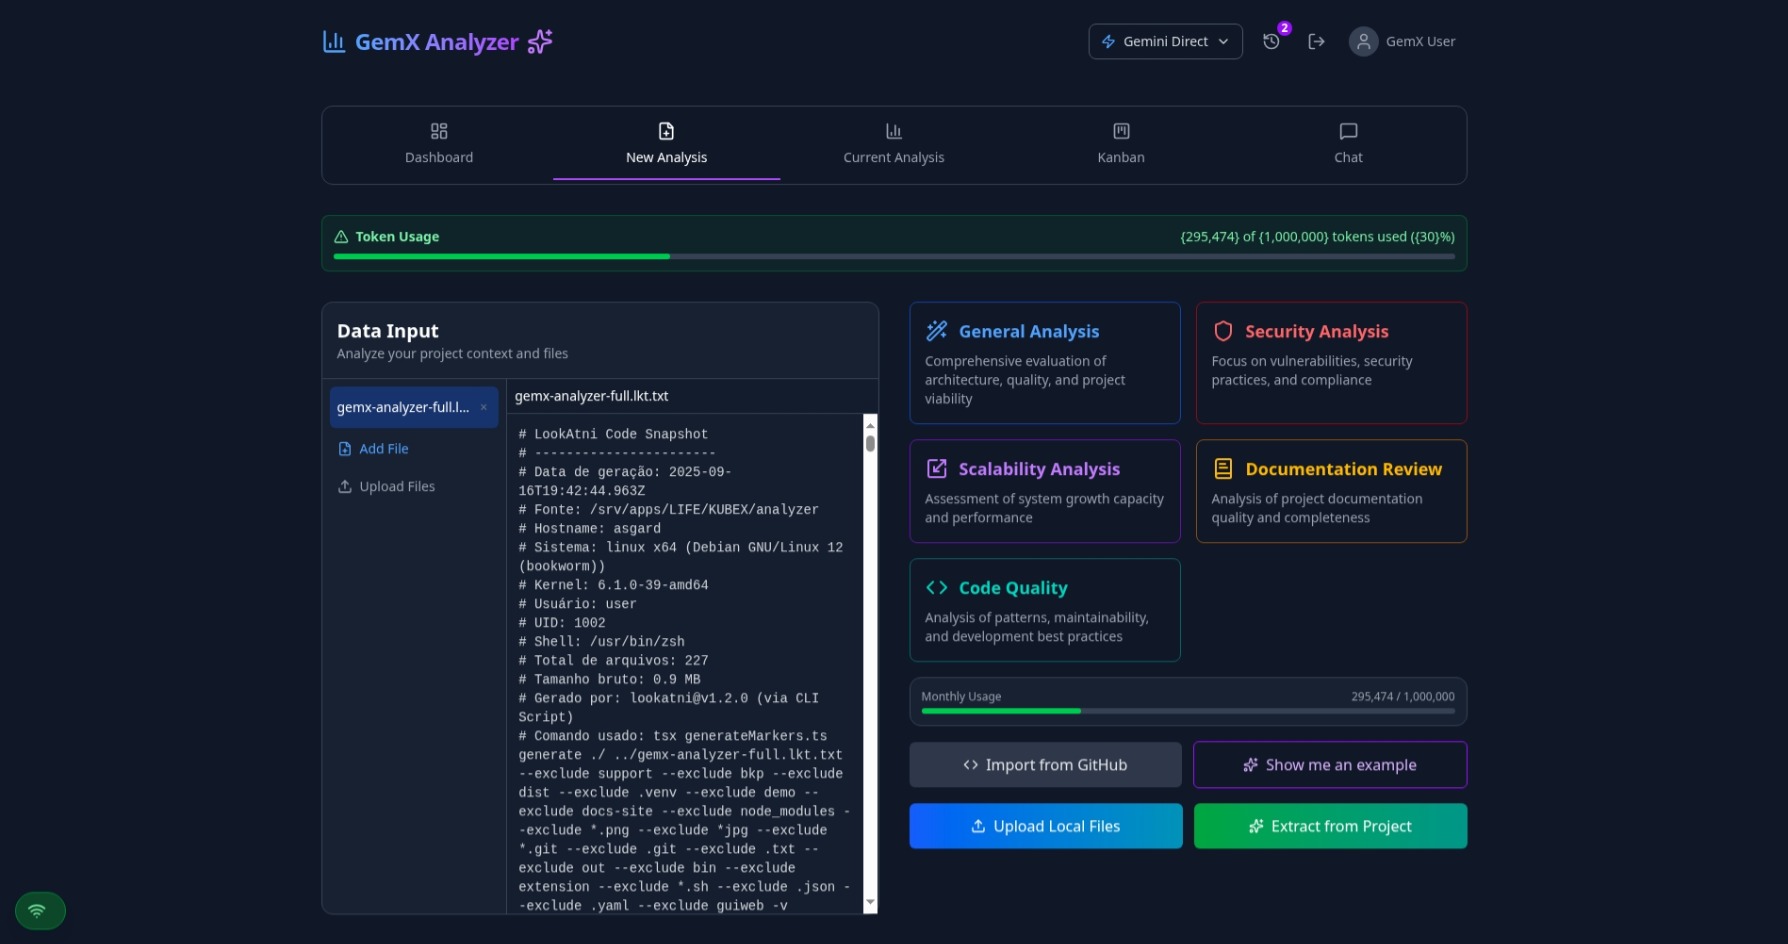 GemX Analyzer
Gemini Direct
2
GemX User
Dashboard
New Analysis
Current Analysis
Kanban
Chat
Token Usage
{295,474} of {1,000,000} tokens used ({30}%)
Data Input
Analyze your project context and files
gemx-analyzer-full.l... ×
Add File
Upload Files
gemx-analyzer-full.lkt.txt
# LookAtni Code Snapshot
# -----------------------
# Data de geração: 2025-09-
16T19:42:44.963Z
# Fonte: /srv/apps/LIFE/KUBEX/analyzer
# Hostname: asgard
# Sistema: linux x64 (Debian GNU/Linux 12
(bookworm))
# Kernel: 6.1.0-39-amd64
# Usuário: user
# UID: 1002
# Shell: /usr/bin/zsh
# Total de arquivos: 227
# Tamanho bruto: 0.9 MB
# Gerado por: lookatni@v1.2.0 (via CLI
Script)
# Comando usado: tsx generateMarkers.ts
generate ./ ../gemx-analyzer-full.lkt.txt
--exclude support --exclude bkp --exclude
dist --exclude .venv --exclude demo --
exclude docs-site --exclude node_modules -
-exclude *.png --exclude *jpg --exclude
*.git --exclude .git --exclude .txt --
exclude out --exclude bin --exclude
extension --exclude *.sh --exclude .json -
-exclude .yaml --exclude guiweb -v
General Analysis
Comprehensive evaluation of
architecture, quality, and project
viability
Security Analysis
Focus on vulnerabilities, security
practices, and compliance
Scalability Analysis
Assessment of system growth capacity
and performance
Documentation Review
Analysis of project documentation
quality and completeness
Code Quality
Analysis of patterns, maintainability,
and development best practices
Monthly Usage
295,474 / 1,000,000
Import from GitHub
Show me an example
Upload Local Files
Extract from Project